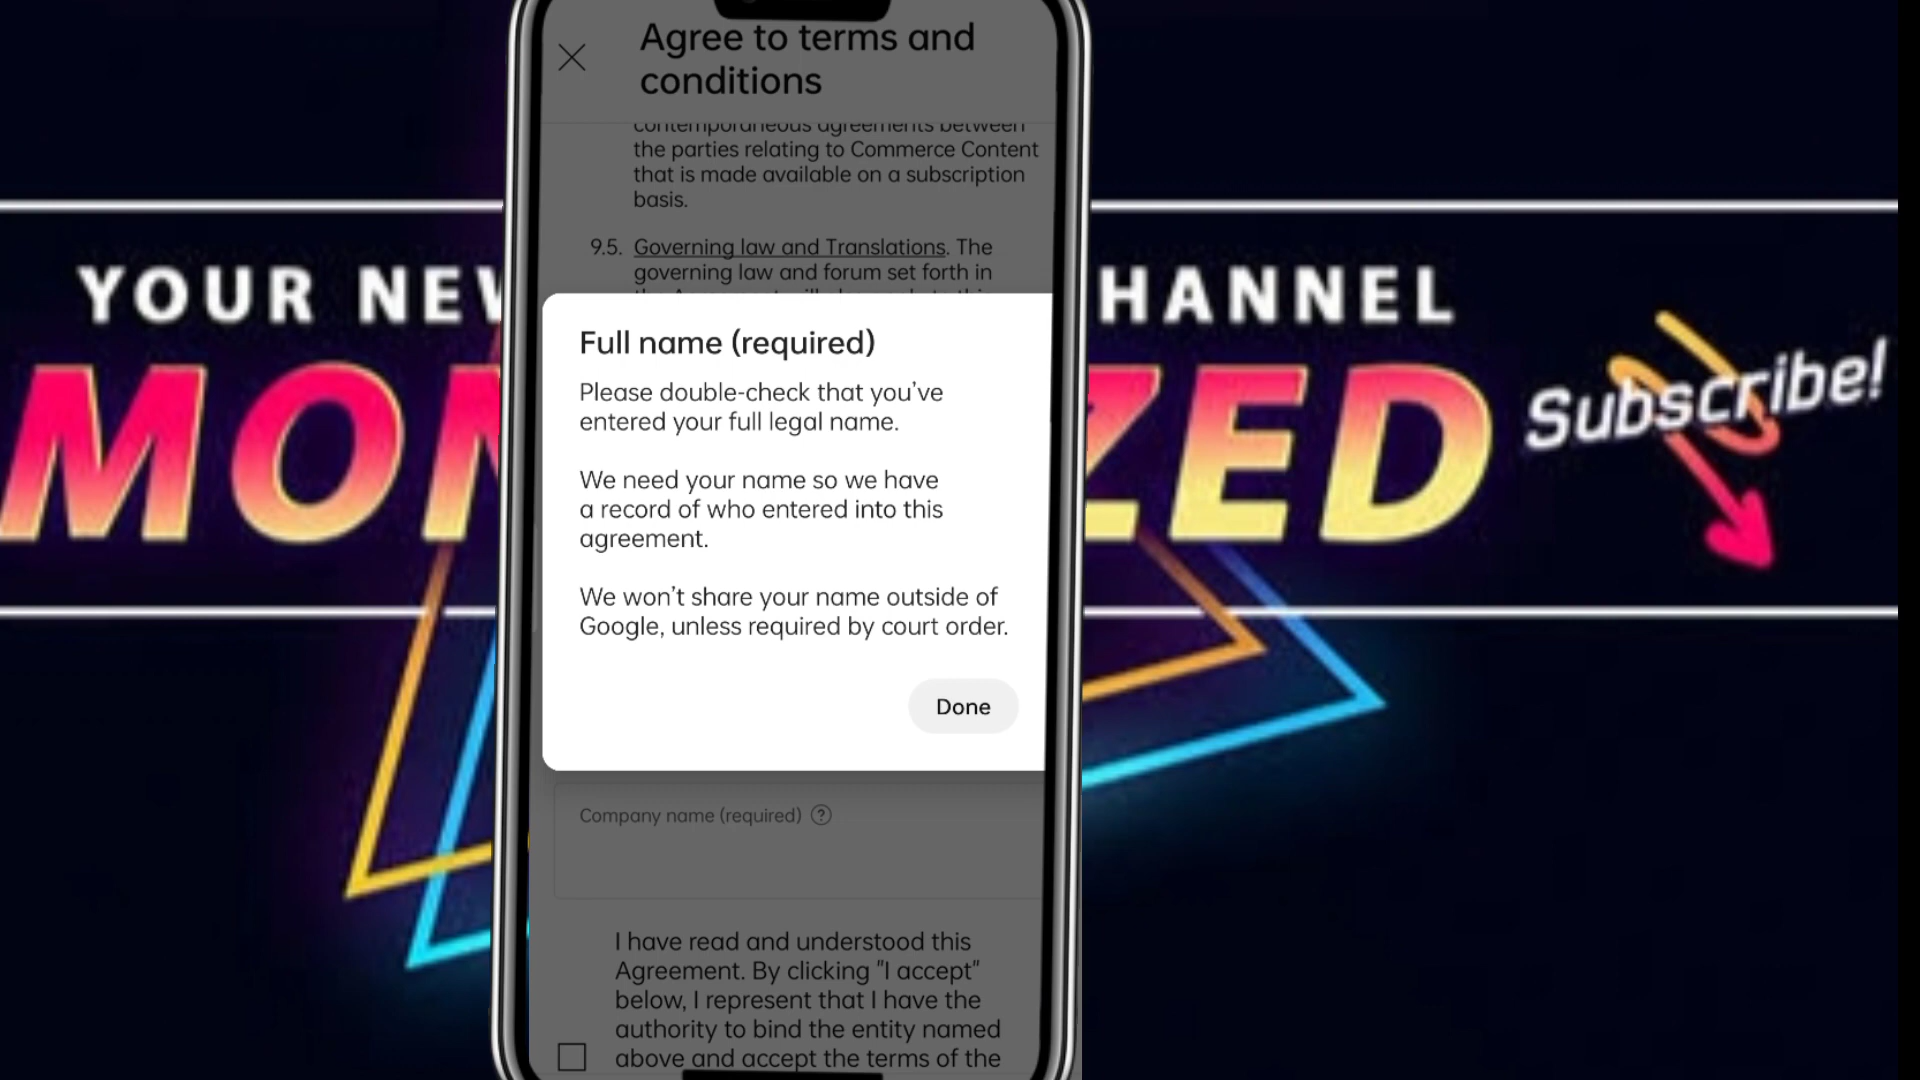 Agree to terms and
conditions
contemporaneous agreements between
the parties relating to Commerce Content
that is made available on a subscription
basis.
9.5. Governing law and Translations. The
governing law and forum set forth in
YOUR NEW
HANNEL
MON
ZED
Subscribe!
Full name (required)
Please double-check that you’ve
entered your full legal name.
We need your name so we have
a record of who entered into this
agreement.
We won’t share your name outside of
Google, unless required by court order.
Done
Company name (required) ?
I have read and understood this
Agreement. By clicking "I accept"
below, I represent that I have the
authority to bind the entity named
above and accept the terms of the